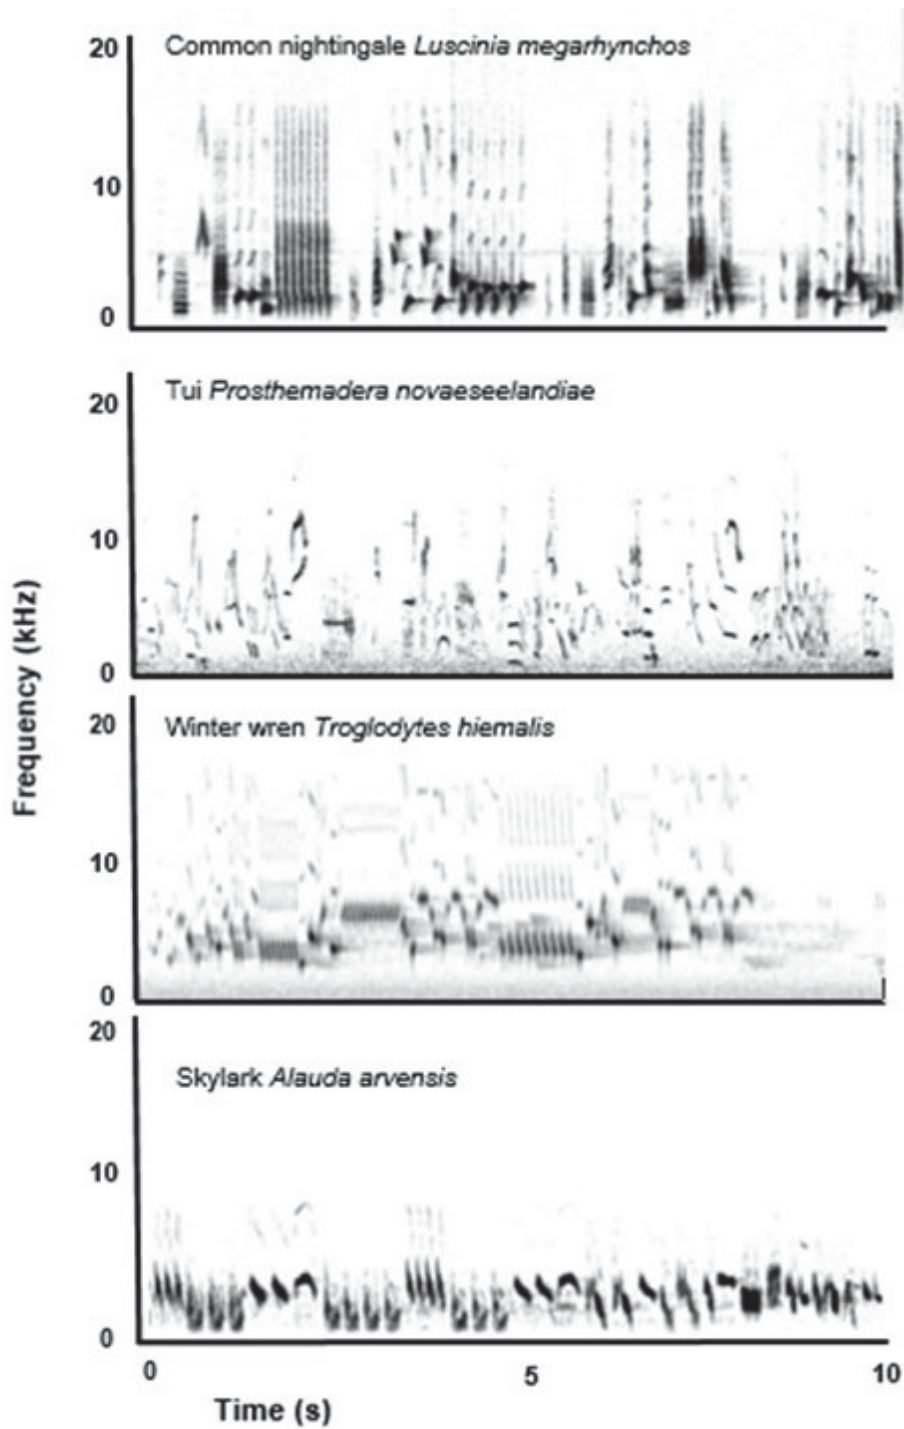 20
Common nightingale Luscinia megarhynchos
10
0
20
Tui Prosthemadera novaeseelandiae
10
0
Frequency (kHz)
20
Winter wren Troglodytes hiemalis
10
0
20
Skylark Alauda arvensis
10
0
0 5 10
Time (s)